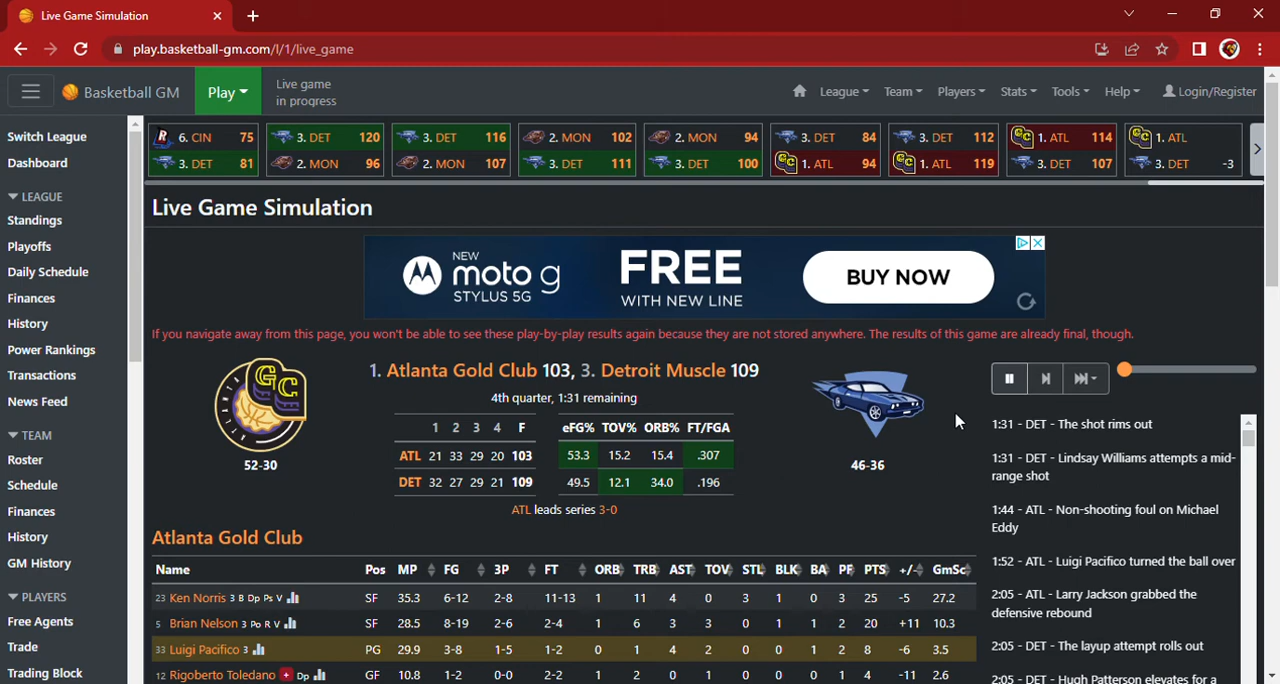 Live Game Simulation
play.basketball-gm.com/l/1/live_game
Basketball GM
Play
Live game
in progress
League Team Players Stats Tools Help Login/Register
Switch League
Dashboard
LEAGUE
Standings
Playoffs
Daily Schedule
Finances
History
Power Rankings
Transactions
News Feed
TEAM
Roster
Schedule
Finances
History
GM History
PLAYERS
Free Agents
Trade
Trading Block
6. CIN 75
3. DET 81
3. DET 120
2. MON 96
3. DET 116
2. MON 107
2. MON 102
3. DET 111
2. MON 94
3. DET 100
3. DET 84
1. ATL 94
3. DET 112
1. ATL 119
1. ATL 114
3. DET 107
1. ATL
3. DET -3
Live Game Simulation
NEW
moto g
STYLUS 5G
FREE
WITH NEW LINE
BUY NOW
If you navigate away from this page, you won't be able to see these play-by-play results again because they are not stored anywhere. The results of this game are already final, though.
GC
52-30
1. Atlanta Gold Club 103, 3. Detroit Muscle 109
4th quarter, 1:31 remaining
1 2 3 4 F
ATL 21 33 29 20 103
DET 32 27 29 21 109
eFG% TOV% ORB% FT/FGA
53.3 15.2 15.4 .307
49.5 12.1 34.0 .196
ATL leads series 3-0
46-36
1:31 - DET - The shot rims out
1:31 - DET - Lindsay Williams attempts a mid-
range shot
1:44 - ATL - Non-shooting foul on Michael
Eddy
1:52 - ATL - Luigi Pacifico turned the ball over
2:05 - ATL - Larry Jackson grabbed the
defensive rebound
2:05 - DET - The layup attempt rolls out
2:08 - DET - Hugh Patterson elevates for a
Atlanta Gold Club
Name Pos MP FG 3P FT ORB TRB AST TOV STL BLK BA PF PTS +/- GmSc
23 Ken Norris 3 B Dp Ps V SF 35.3 6-12 2-8 11-13 1 11 4 0 3 1 0 3 25 -5 27.2
5 Brian Nelson 3 Po R V SF 28.5 8-19 2-6 2-4 1 6 3 3 0 1 1 2 20 +11 10.3
33 Luigi Pacifico 3 PG 29.9 3-8 1-5 1-2 0 1 4 2 0 0 1 2 8 -6 3.5
12 Rigoberto Toledano Dp GF 10.8 1-2 0-0 2-2 1 2 0 1 0 0 0 1 4 -11 2.6